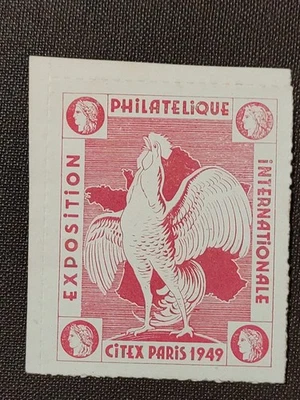 PHILATELIQUE
EXPOSITION
INTERNATIONALE
CITEX PARIS 1949